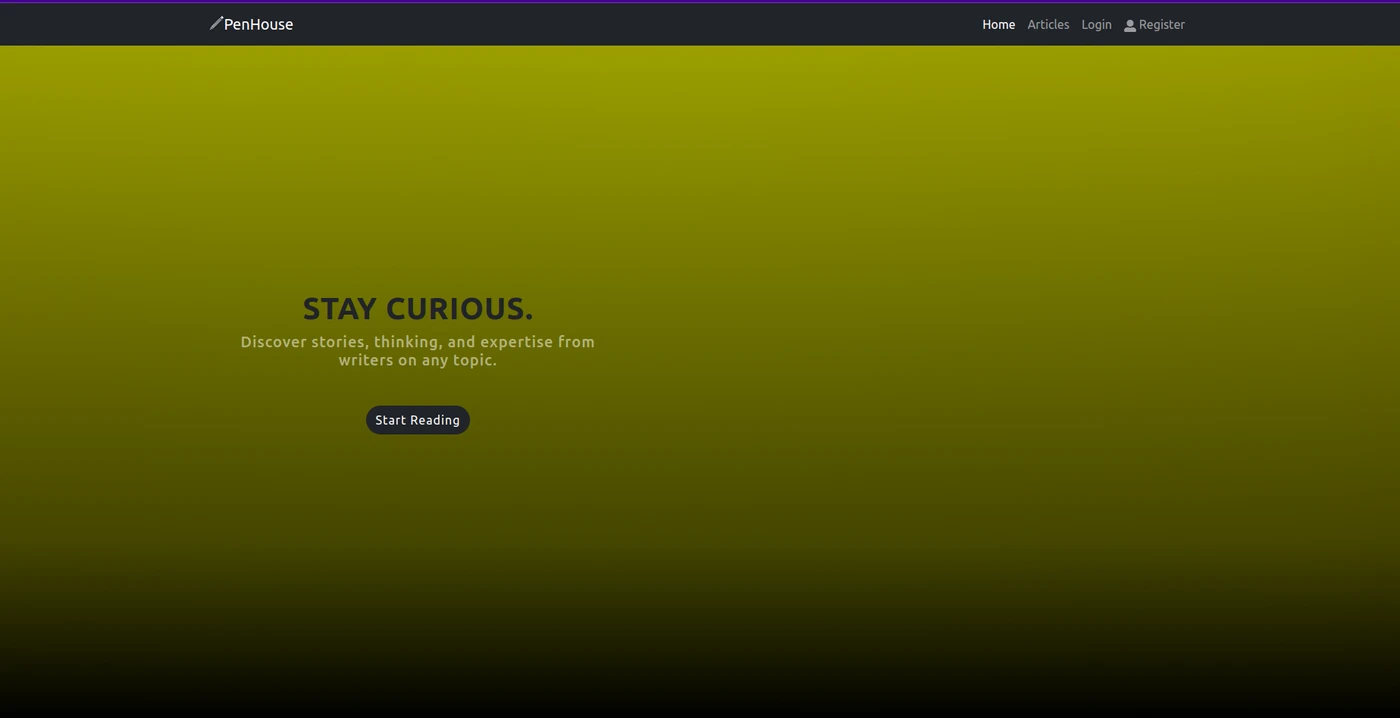 PenHouse
Home Articles Login Register
STAY CURIOUS.
Discover stories, thinking, and expertise from
writers on any topic.
Start Reading